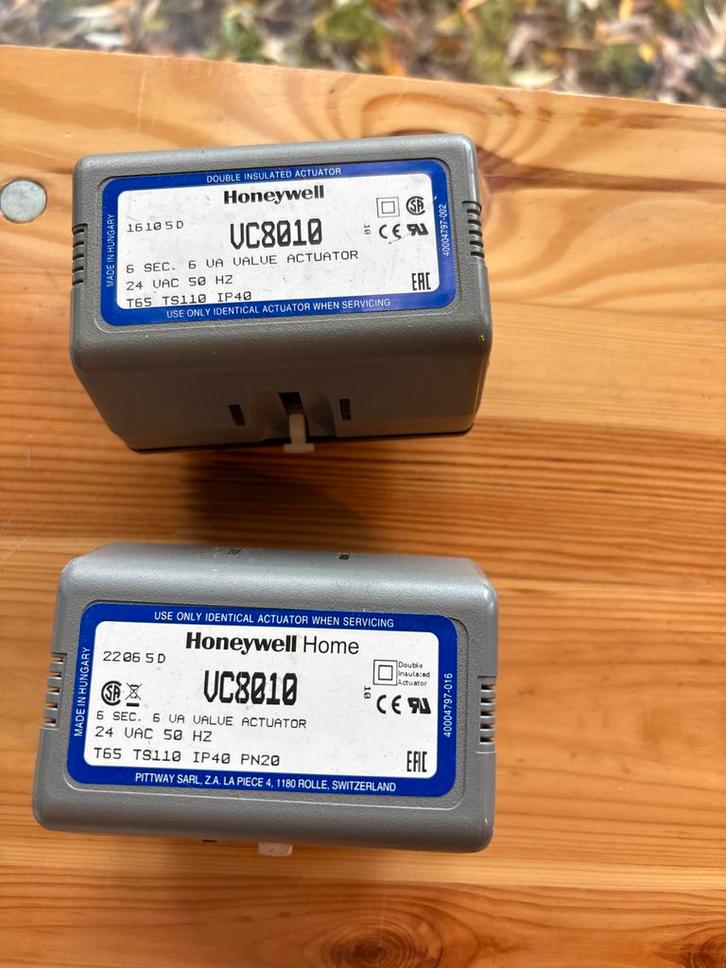 DOUBLE INSULATED ACTUATOR
Honeywell
16105D
VC8010
10
6 SEC. 6 VA VALVE ACTUATOR
24 VAC 50 HZ
T65 TS110 IP40
EAC
USE ONLY IDENTICAL ACTUATOR WHEN SERVICING
MADE IN HUNGARY
40004797-002
USE ONLY IDENTICAL ACTUATOR WHEN SERVICING
Honeywell Home
22065D
VC8010
10
Double
Insulated
Actuator
6 SEC. 6 VA VALVE ACTUATOR
24 VAC 50 HZ
T65 TS110 IP40 PN20
EAC
PITTWAY SARL, Z.A. LA PIECE 4, 1180 ROLLE, SWITZERLAND
MADE IN HUNGARY
40004797-016